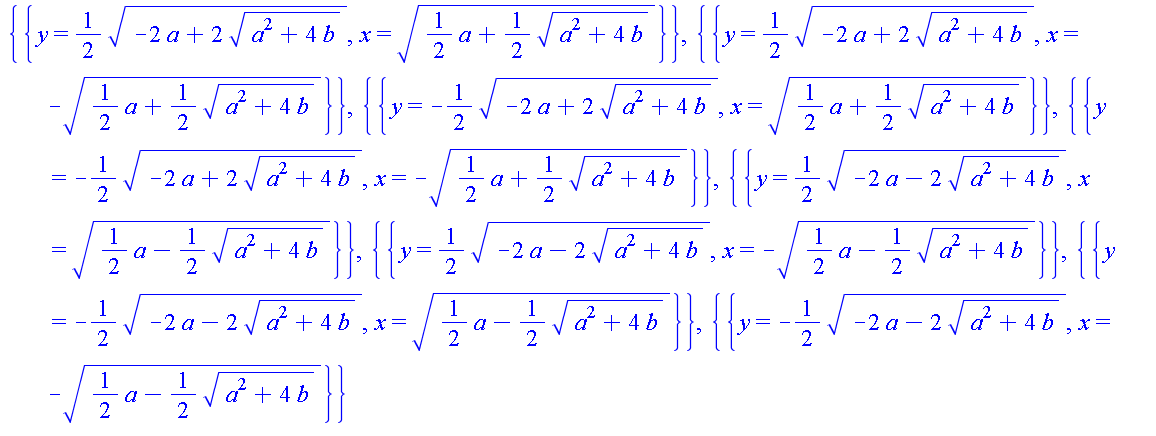 { { y = 1/2 √(-2 a + 2 √(a² + 4 b)), x = √(1/2 a + 1/2 √(a² + 4 b)) } }, { { y = 1/2 √(-2 a + 2 √(a² + 4 b)), x =
-√(1/2 a + 1/2 √(a² + 4 b)) } }, { { y = -1/2 √(-2 a + 2 √(a² + 4 b)), x = √(1/2 a + 1/2 √(a² + 4 b)) } }, { { y
= -1/2 √(-2 a + 2 √(a² + 4 b)), x = -√(1/2 a + 1/2 √(a² + 4 b)) } }, { { y = 1/2 √(-2 a - 2 √(a² + 4 b)), x
= √(1/2 a - 1/2 √(a² + 4 b)) } }, { { y = 1/2 √(-2 a - 2 √(a² + 4 b)), x = -√(1/2 a - 1/2 √(a² + 4 b)) } }, { { y
= -1/2 √(-2 a - 2 √(a² + 4 b)), x = √(1/2 a - 1/2 √(a² + 4 b)) } }, { { y = -1/2 √(-2 a - 2 √(a² + 4 b)), x =
-√(1/2 a - 1/2 √(a² + 4 b)) } }